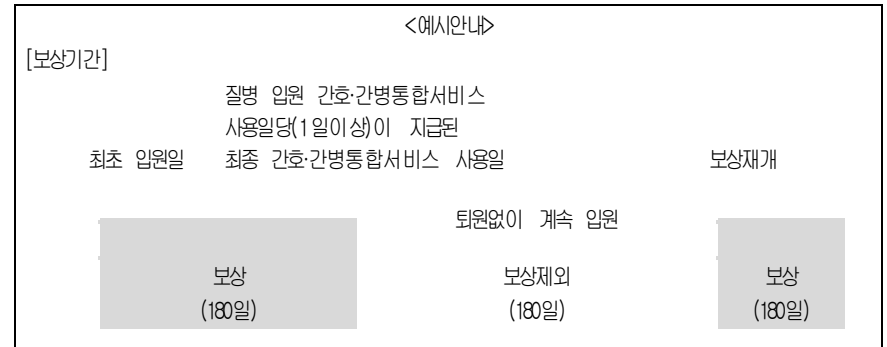 <예시안내>
[보상기간]
질병 입원 간호·간병통합서비스
사용일당(1일이상)이 지급된
최초 입원일 최종 간호·간병통합서비스 사용일 보상재개
퇴원없이 계속 입원
보상 보상제외 보상
(180일) (180일) (180일)